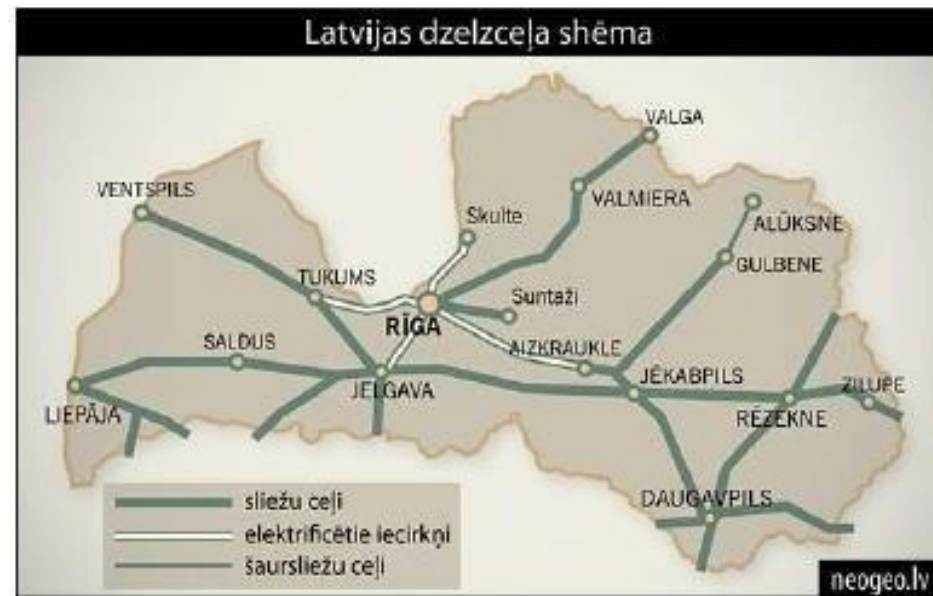 Latvijas dzelzceļa shēma
VALGA
VENTSPILS
VALMIERA
Skulte
ALŪKSNE
GULBENE
TUKUMS
Suntaži
RĪGA
SALDUS
AIZKRAUKLE
JELGAVA
JĒKABPILS
ZILUPE
LIEPĀJA
RĒZEKNE
DAUGAVPILS
sliežu ceļi
elektrificētie iecirkņi
šaursliežu ceļi
neogeo.lv